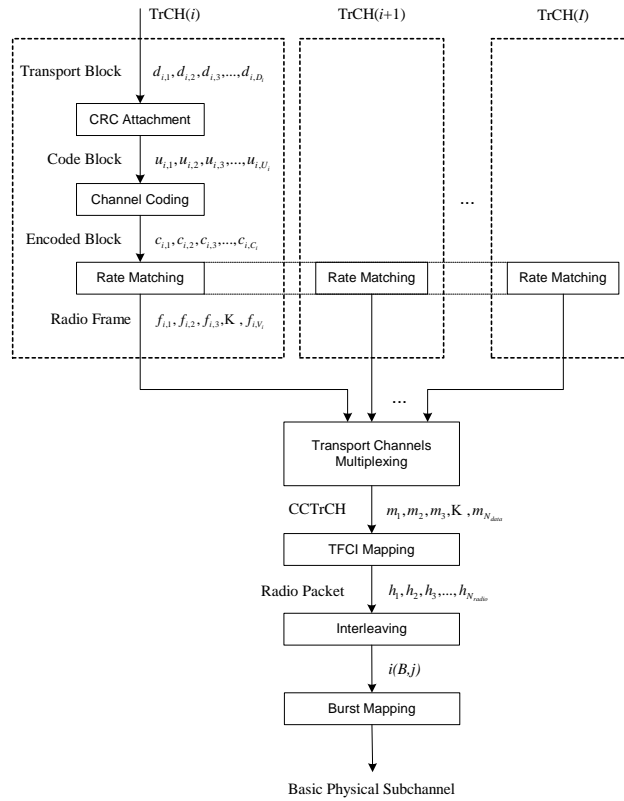 TrCH(i) TrCH(i+1) TrCH(I)
Transport Block d_{i,1}, d_{i,2}, d_{i,3},..., d_{i,D_i}
CRC Attachment
Code Block u_{i,1}, u_{i,2}, u_{i,3},..., u_{i,U_i}
Channel Coding
...
Encoded Block c_{i,1}, c_{i,2}, c_{i,3},..., c_{i,C_i}
Rate Matching Rate Matching Rate Matching
Radio Frame f_{i,1}, f_{i,2}, f_{i,3}, K , f_{i,V_i}
...
Transport Channels
Multiplexing
CCTrCH m_1, m_2, m_3, K , m_{N_{data}}
TFCI Mapping
Radio Packet h_1, h_2, h_3,..., h_{N_{radio}}
Interleaving
i(B,j)
Burst Mapping
Basic Physical Subchannel